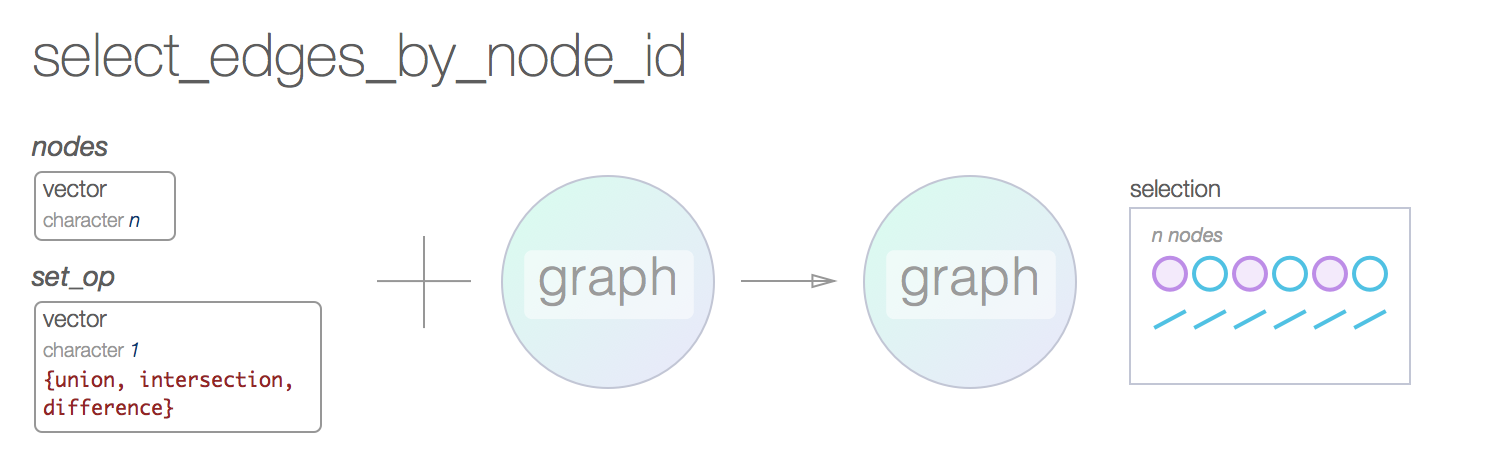 select_edges_by_node_id
nodes
vector
character n
set_op
vector
character 1
{union, intersection,
difference}
graph
graph
selection
n nodes